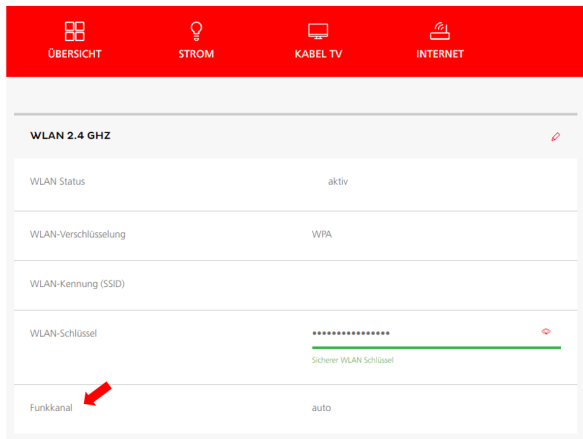 ÜBERSICHT STROM KABEL TV INTERNET
WLAN 2.4 GHZ
WLAN Status aktiv
WLAN-Verschlüsselung WPA
WLAN-Kennung (SSID)
WLAN-Schlüssel ••••••••••••••••
Sicherer WLAN Schlüssel
Funkkanal auto